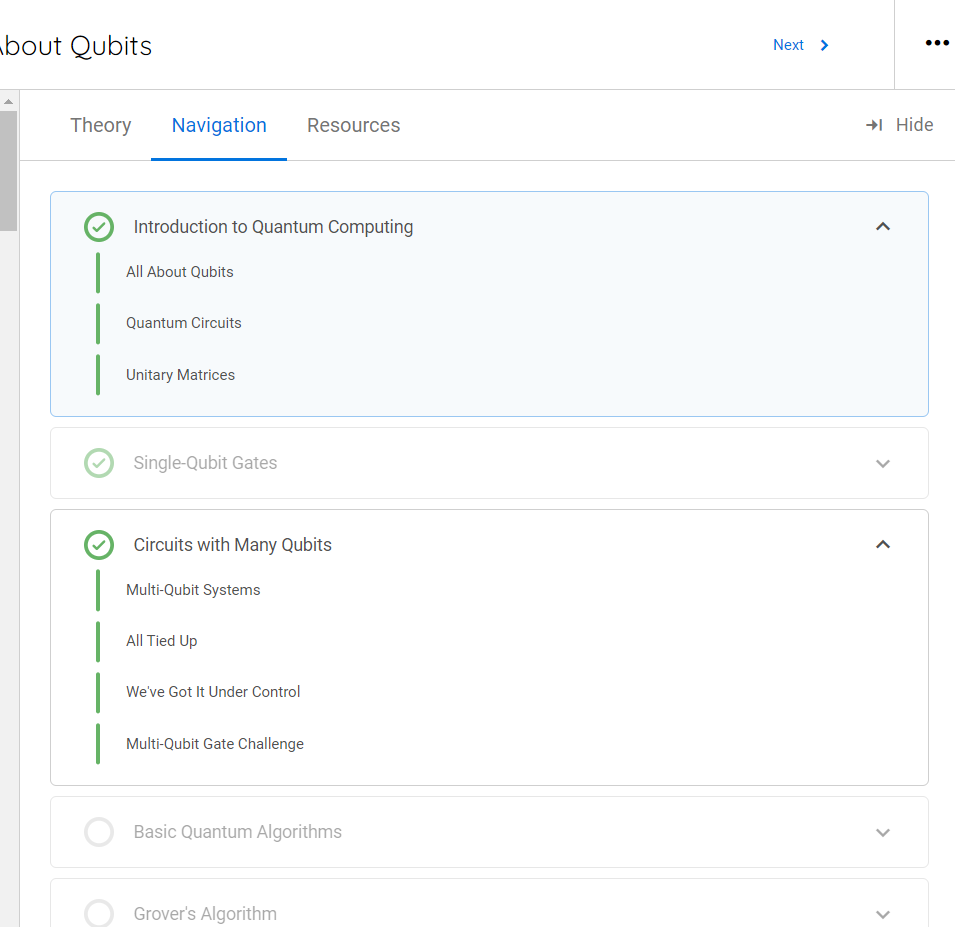 About Qubits
Next
Theory
Navigation
Resources
Hide
Introduction to Quantum Computing
All About Qubits
Quantum Circuits
Unitary Matrices
Single-Qubit Gates
Circuits with Many Qubits
Multi-Qubit Systems
All Tied Up
We've Got It Under Control
Multi-Qubit Gate Challenge
Basic Quantum Algorithms
Grover's Algorithm